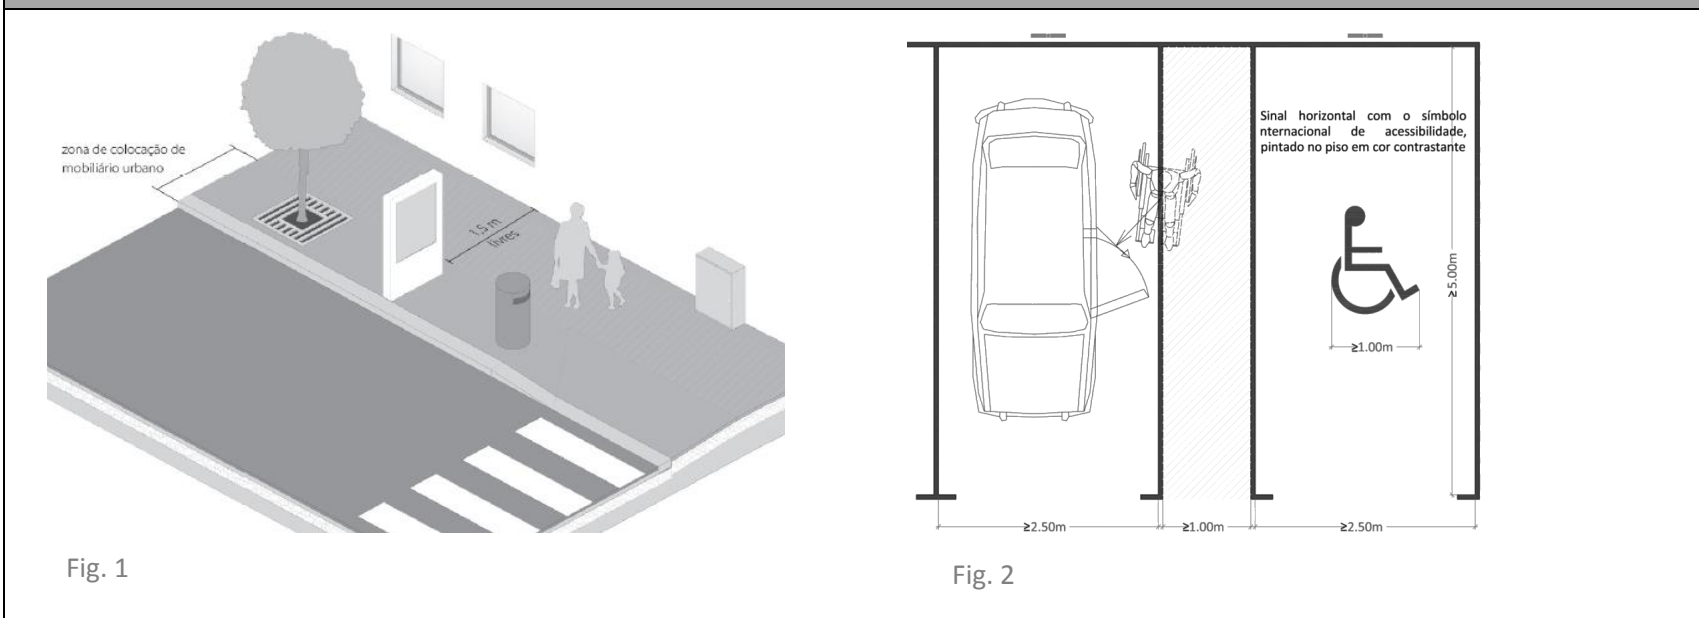 zona de colocação de
mobiliário urbano
1,5 m
livres
Fig. 1
Sinal horizontal com o símbolo
nternacional de acessibilidade,
pintado no piso em cor contrastante
≥5.00m
≥1.00m
≥2.50m
≥1.00m
≥2.50m
Fig. 2